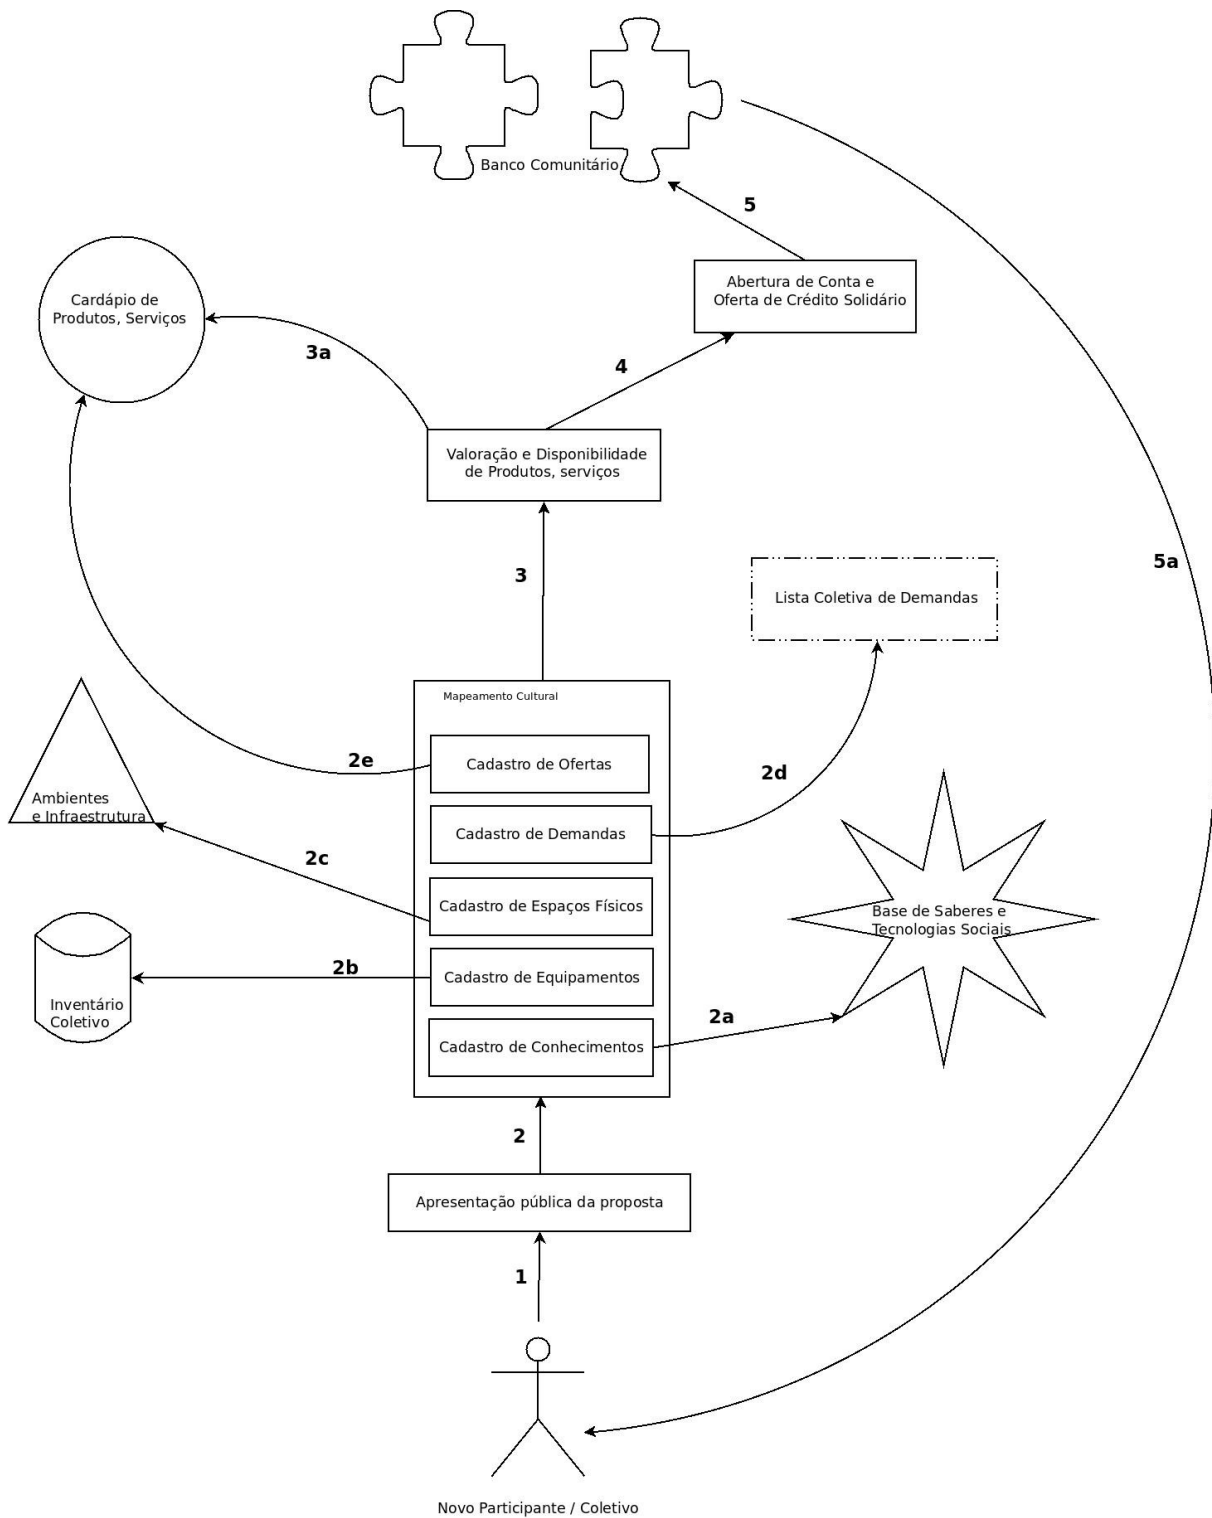 Banco Comunitário
5
Abertura de Conta e
Oferta de Crédito Solidário
Cardápio de
Produtos, Serviços
3a
4
Valoração e Disponibilidade
de Produtos, serviços
5a
3
Lista Coletiva de Demandas
Mapeamento Cultural
2e
Cadastro de Ofertas
2d
Ambientes
e Infraestrutura
Cadastro de Demandas
2c
Cadastro de Espaços Físicos
Base de Saberes e
Tecnologias Sociais
2b
Cadastro de Equipamentos
Inventário
Coletivo
2a
Cadastro de Conhecimentos
2
Apresentação pública da proposta
1
Novo Participante / Coletivo